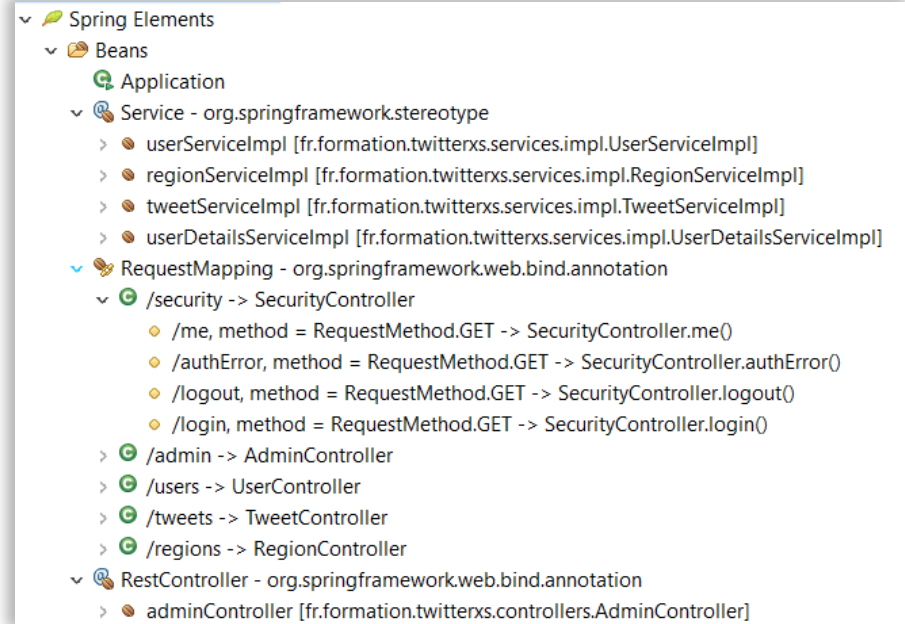 Spring Elements
Beans
Application
Service - org.springframework.stereotype
userServiceImpl [fr.formation.twitterxs.services.impl.UserServiceImpl]
regionServiceImpl [fr.formation.twitterxs.services.impl.RegionServiceImpl]
tweetServiceImpl [fr.formation.twitterxs.services.impl.TweetServiceImpl]
userDetailsServiceImpl [fr.formation.twitterxs.services.impl.UserDetailsServiceImpl]
RequestMapping - org.springframework.web.bind.annotation
/security -> SecurityController
/me, method = RequestMethod.GET -> SecurityController.me()
/authError, method = RequestMethod.GET -> SecurityController.authError()
/logout, method = RequestMethod.GET -> SecurityController.logout()
/login, method = RequestMethod.GET -> SecurityController.login()
/admin -> AdminController
/users -> UserController
/tweets -> TweetController
/regions -> RegionController
RestController - org.springframework.web.bind.annotation
adminController [fr.formation.twitterxs.controllers.AdminController]